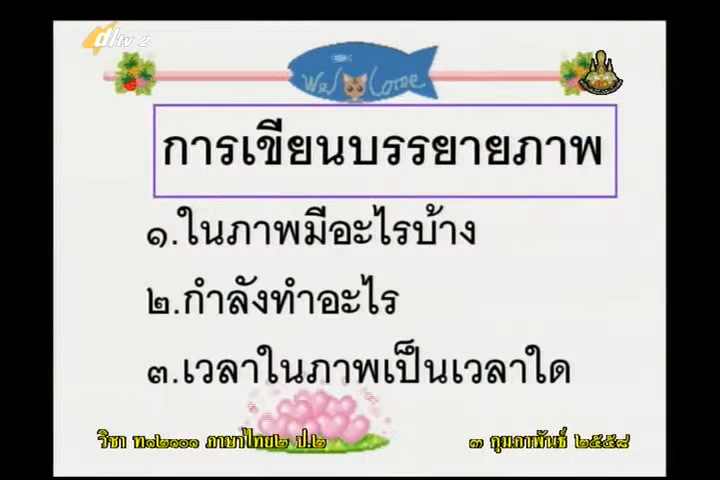 dltv 2
Welcome
การเขียนบรรยายภาพ
๑.ในภาพมีอะไรบ้าง
๒.กำลังทำอะไร
๓.เวลาในภาพเป็นเวลาใด
วิชา ท๑๒๑๐๑ ภาษาไทย๒ ป.๒
๓ กุมภาพันธ์ ๒๕๕๘